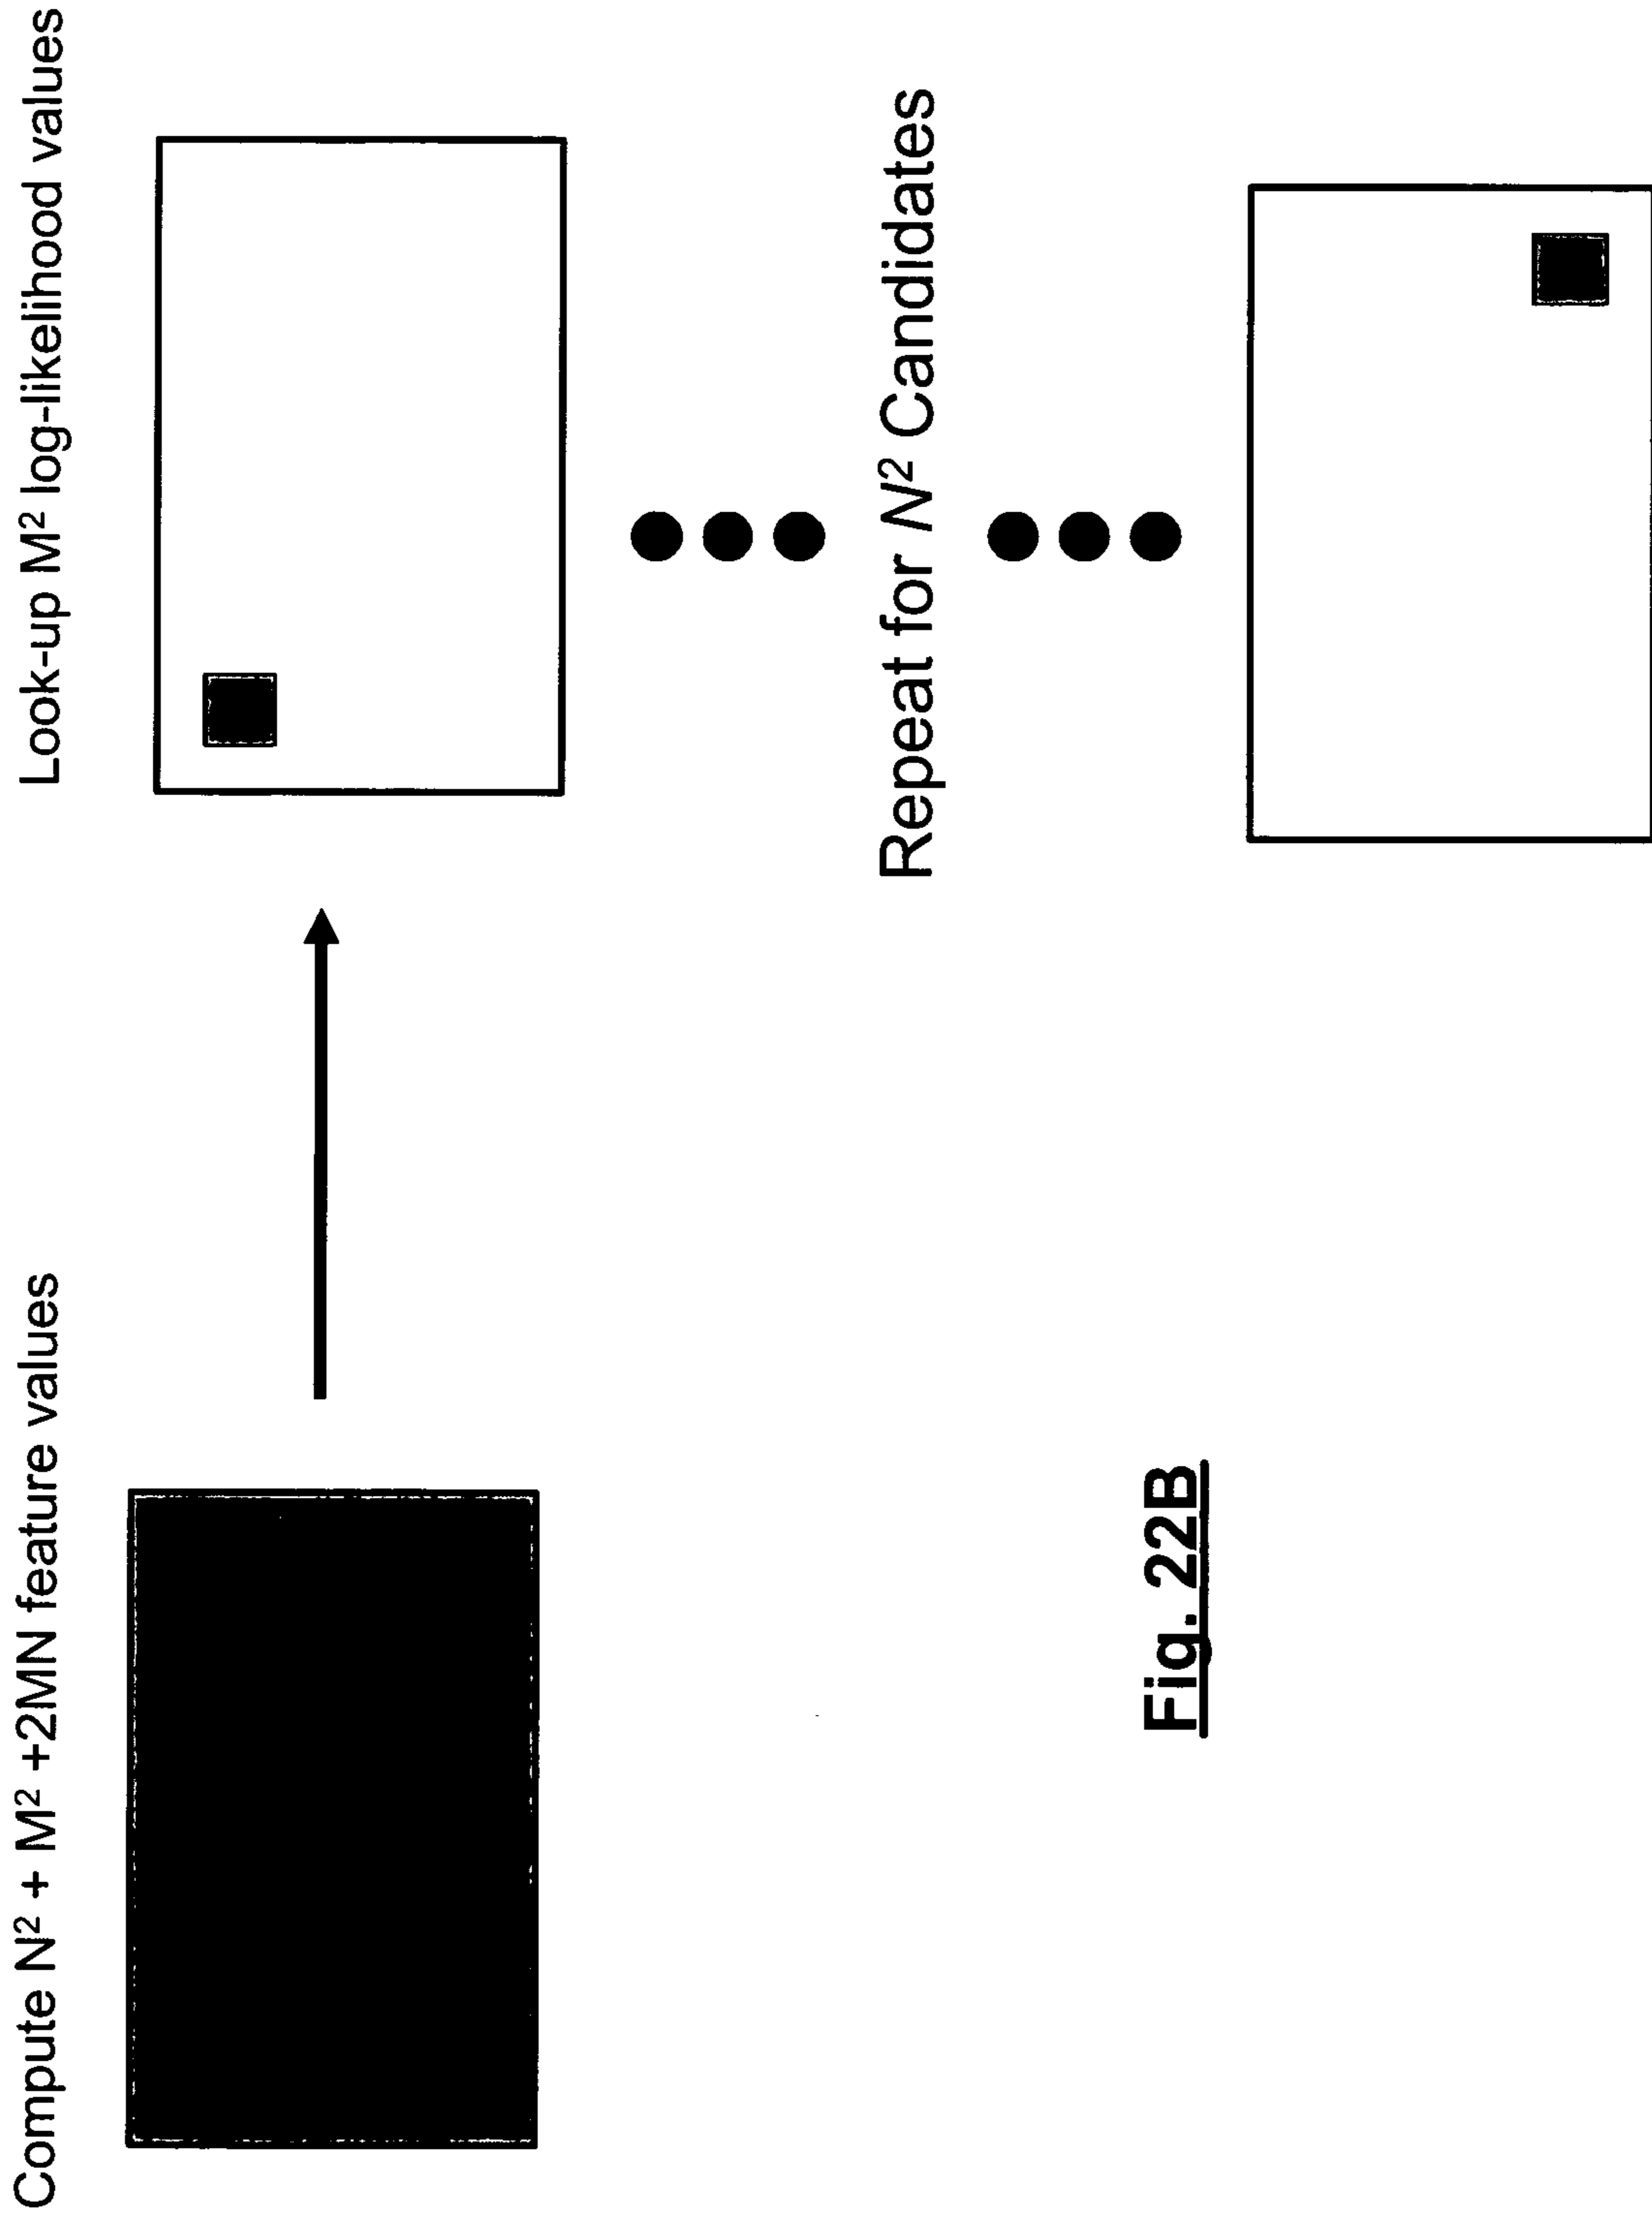 Compute N² + M² +2MN feature values
Look-up M² log-likelihood values
Repeat for N² Candidates
Fig. 22B